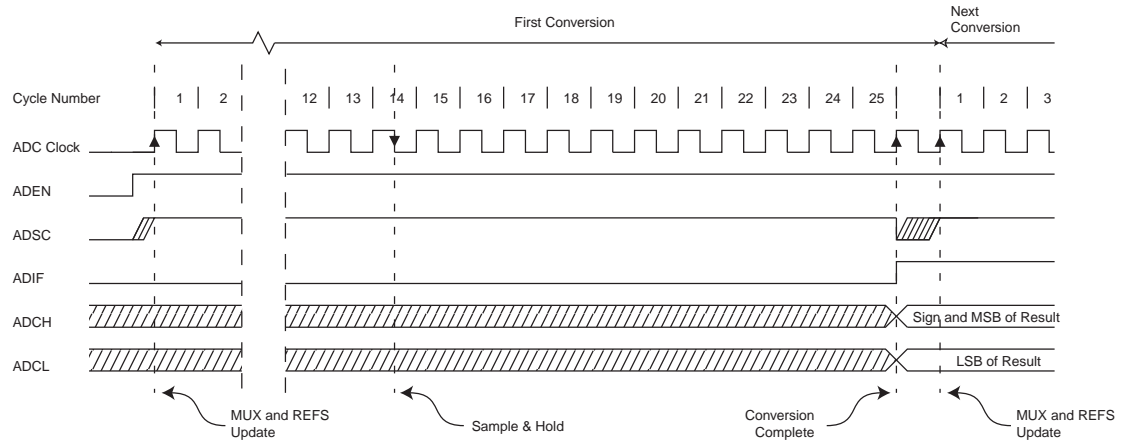 First Conversion
Next
Conversion
Cycle Number 1 2 12 13 14 15 16 17 18 19 20 21 22 23 24 25 1 2 3
ADC Clock
ADEN
ADSC
ADIF
ADCH Sign and MSB of Result
ADCL LSB of Result
MUX and REFS
Update
Sample & Hold
Conversion
Complete
MUX and REFS
Update